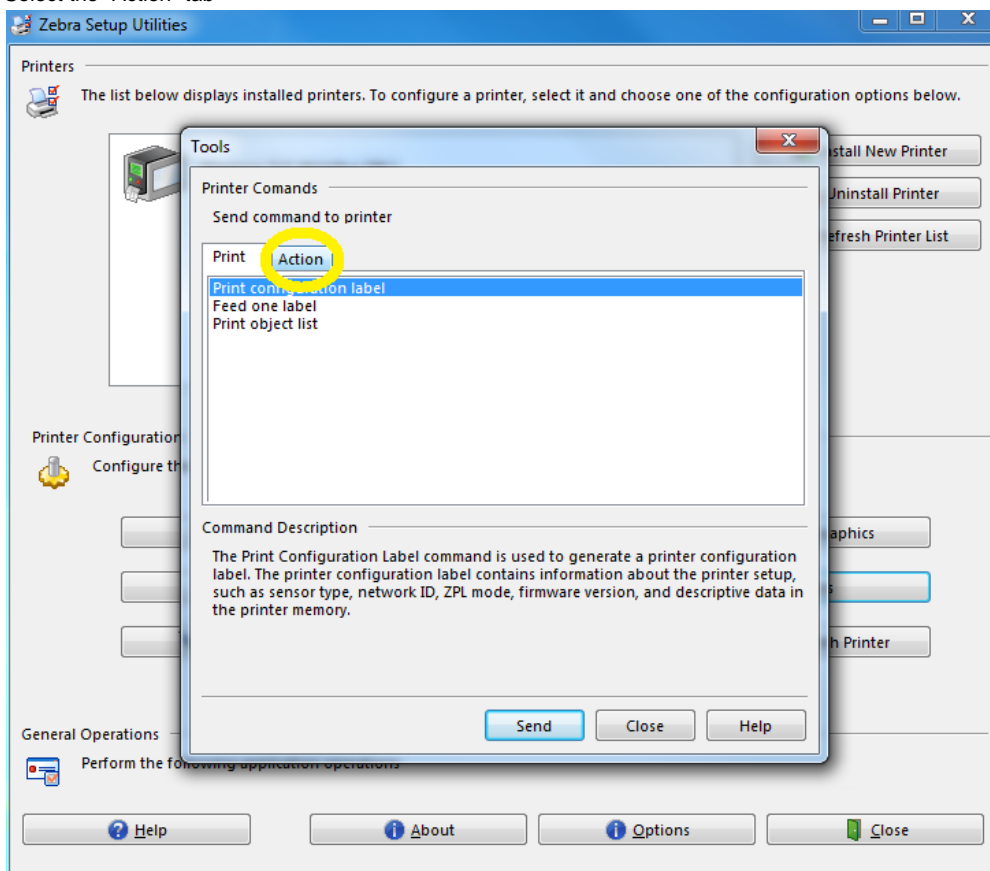 Select the "Action" tab
Zebra Setup Utilities
Printers
The list below displays installed printers. To configure a printer, select it and choose one of the configuration options below.
Tools
Printer Comands
Send command to printer
Print
Action
Print configuration label
Feed one label
Print object list
Command Description
The Print Configuration Label command is used to generate a printer configuration
label. The printer configuration label contains information about the printer setup,
such as sensor type, network ID, ZPL mode, firmware version, and descriptive data in
the printer memory.
Send
Close
Help
stall New Printer
Uninstall Printer
efresh Printer List
Printer Configuration
Configure th
aphics
s
h Printer
General Operations
Perform the following application operations
Help
About
Options
Close